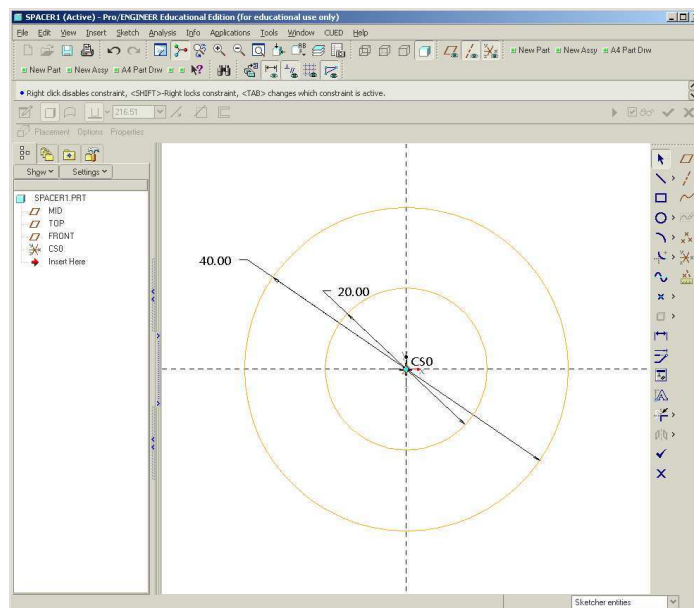 SPACER1 (Active) - Pro/ENGINEER Educational Edition (for educational use only)
File Edit View Insert Sketch Analysis Info Applications Tools Window CUED Help
New Part New Assy A4 Part Drw
New Part New Assy A4 Part Drw
• Right click disables constraint, <SHIFT>-Right locks constraint, <TAB> changes which constraint is active.
216.51
Placement Options Properties
Show Settings
SPACER1.PRT
MID
TOP
FRONT
CS0
Insert Here
40.00
20.00
CS0
Sketcher entities